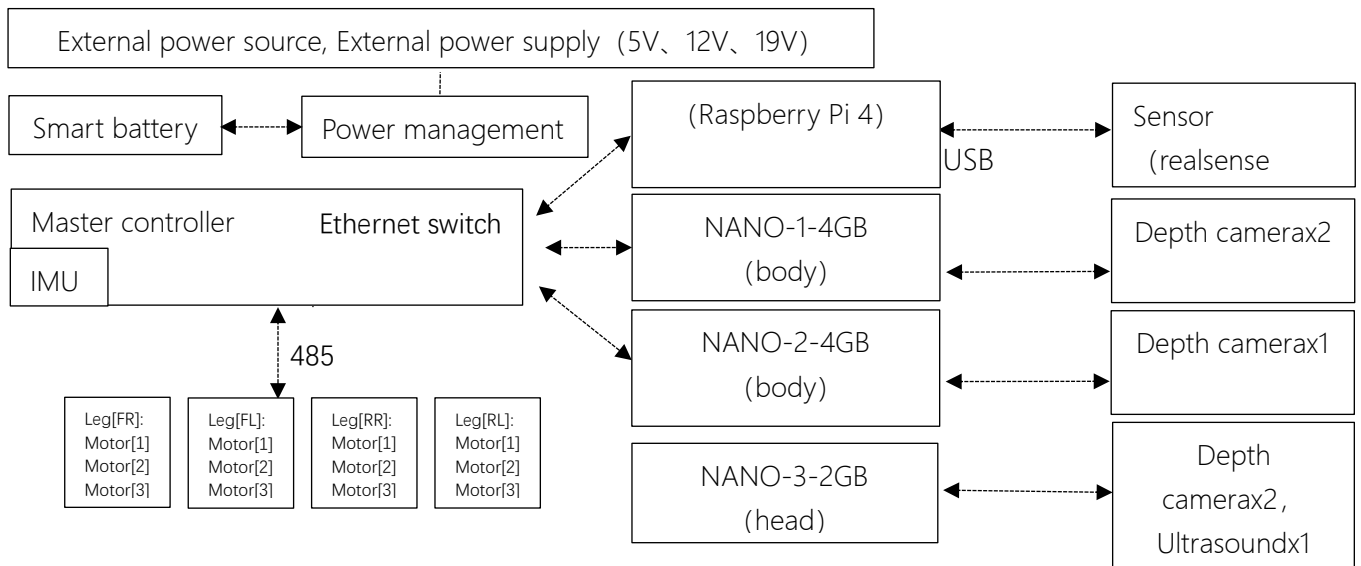 External power source, External power supply (5V、12V、19V)
Smart battery
Power management
(Raspberry Pi 4)
USB
Sensor
(realsense
Master controller
Ethernet switch
IMU
NANO-1-4GB
(body)
Depth camerax2
485
NANO-2-4GB
(body)
Depth camerax1
Leg[FR]:
Motor[1]
Motor[2]
Motor[3]
Leg[FL]:
Motor[1]
Motor[2]
Motor[3]
Leg[RR]:
Motor[1]
Motor[2]
Motor[3]
Leg[RL]:
Motor[1]
Motor[2]
Motor[3]
NANO-3-2GB
(head)
Depth
camerax2，
Ultrasoundx1